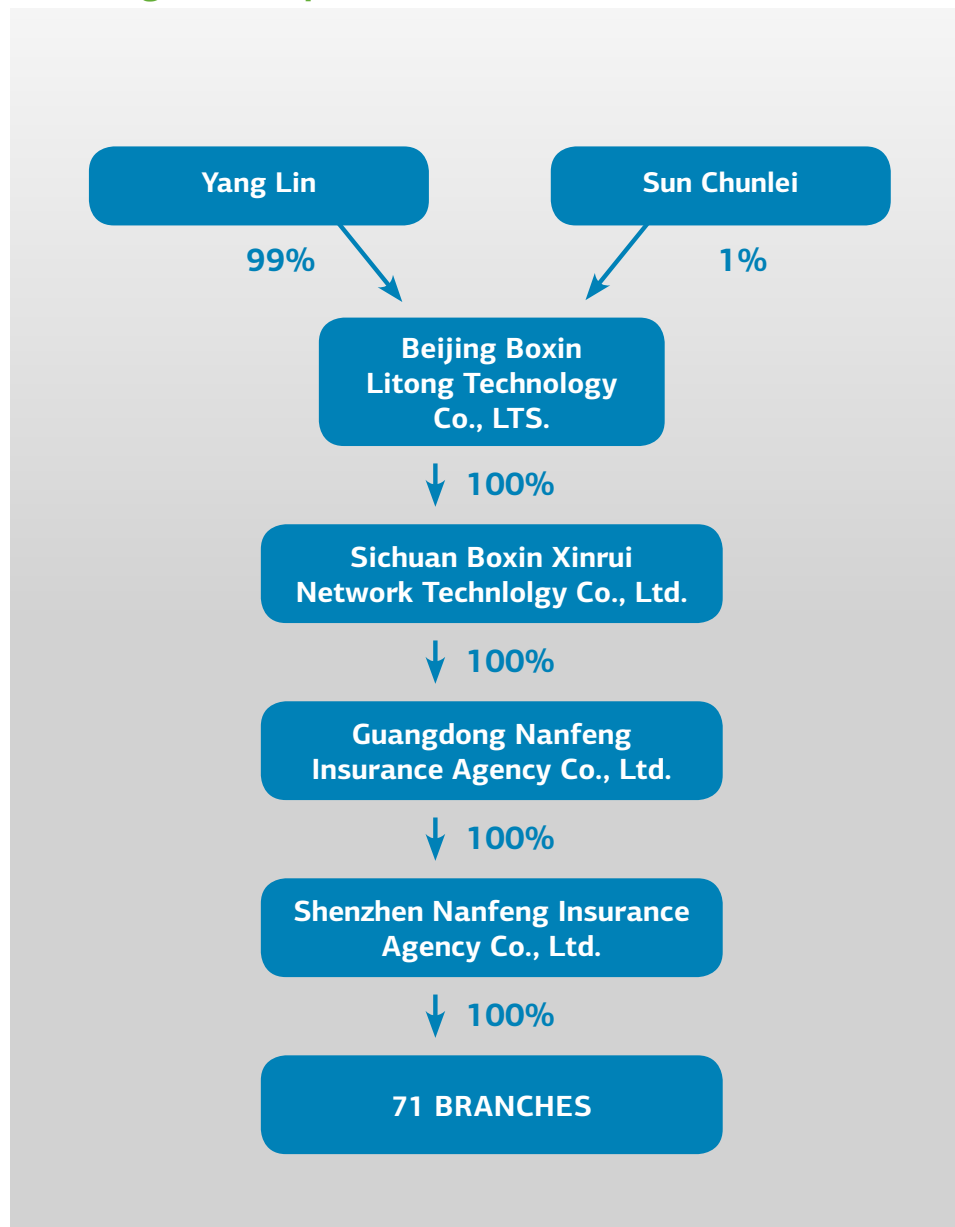 Yang Lin
Sun Chunlei
99%
1%
Beijing Boxin
Litong Technology
Co., LTS.
100%
Sichuan Boxin Xinrui
Network Technlolgy Co., Ltd.
100%
Guangdong Nanfeng
Insurance Agency Co., Ltd.
100%
Shenzhen Nanfeng Insurance
Agency Co., Ltd.
100%
71 BRANCHES